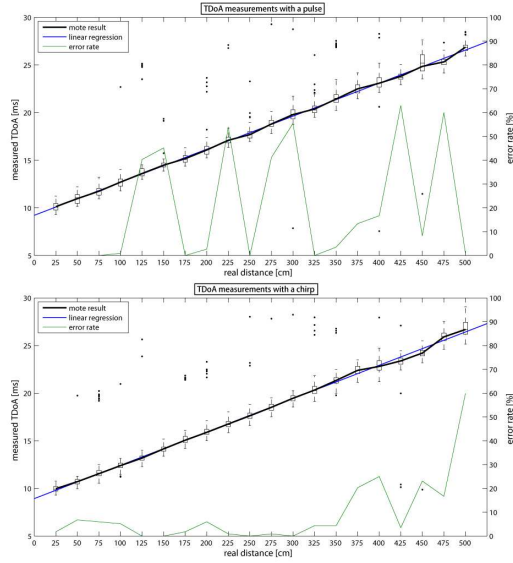 TDoA measurements with a pulse
mote result
linear regression
error rate
measured TDoA [ms]
30
25
20
15
10
5
error rate [%]
100
90
80
70
60
50
40
30
20
10
0
0 25 50 75 100 125 150 175 200 225 250 275 300 325 350 375 400 425 450 475 500
real distance [cm]
TDoA measurements with a chirp
mote result
linear regression
error rate
measured TDoA [ms]
30
25
20
15
10
5
error rate [%]
100
90
80
70
60
50
40
30
20
10
0
0 25 50 75 100 125 150 175 200 225 250 275 300 325 350 375 400 425 450 475 500
real distance [cm]